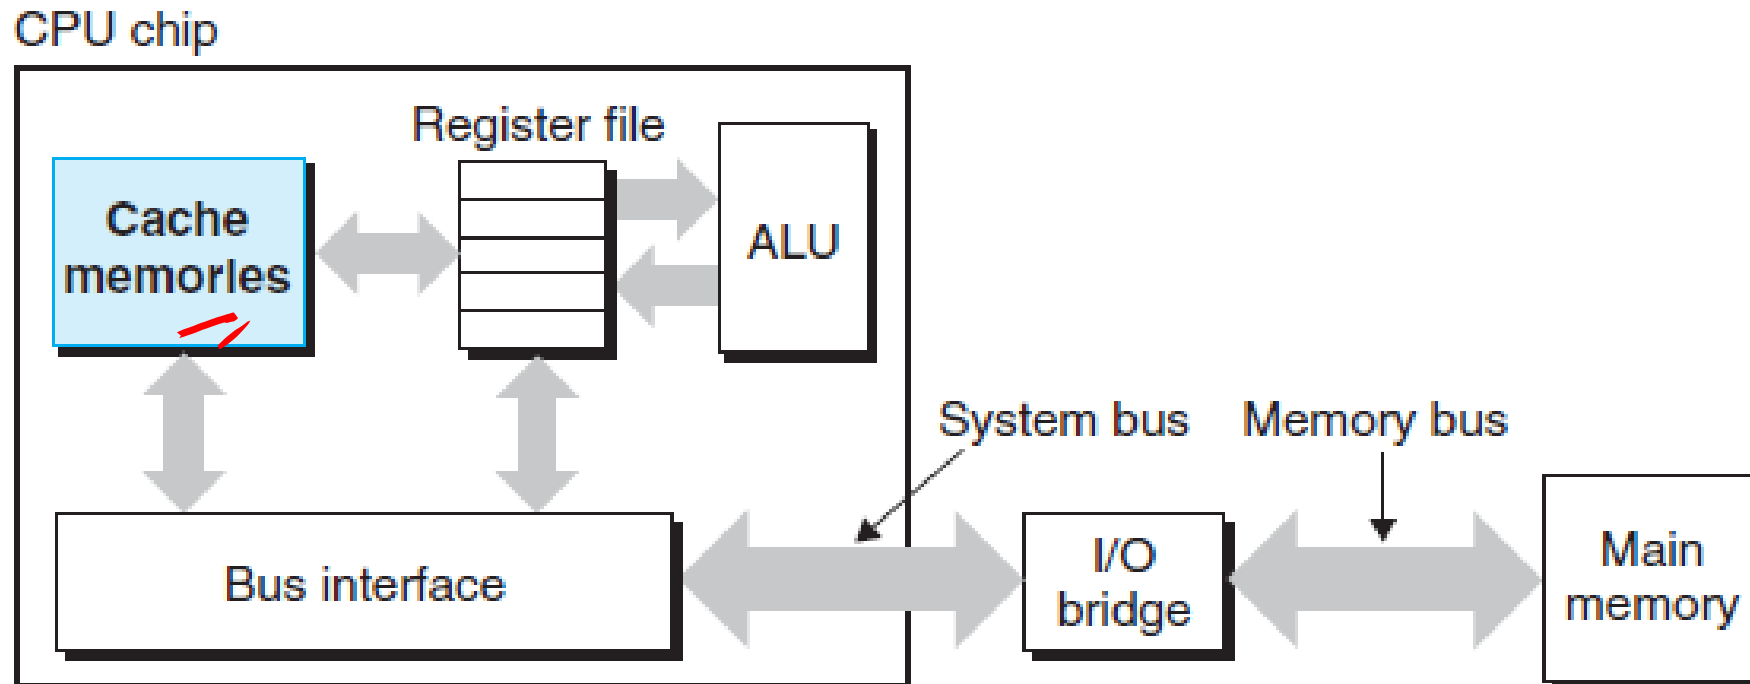 CPU chip
Register file
Cache
memorles
ALU
System bus
Memory bus
Bus interface
I/O
bridge
Main
memory